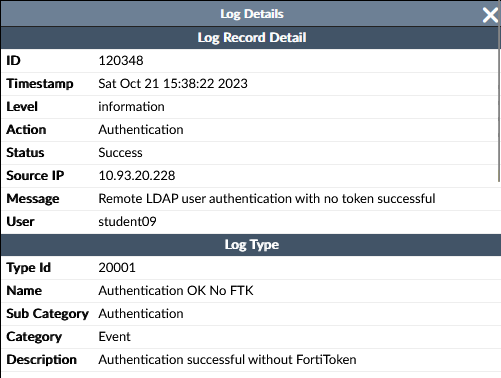 Log Details
Log Record Detail
ID 120348
Timestamp Sat Oct 21 15:38:22 2023
Level information
Action Authentication
Status Success
Source IP 10.93.20.228
Message Remote LDAP user authentication with no token successful
User student09
Log Type
Type Id 20001
Name Authentication OK No FTK
Sub Category Authentication
Category Event
Description Authentication successful without FortiToken